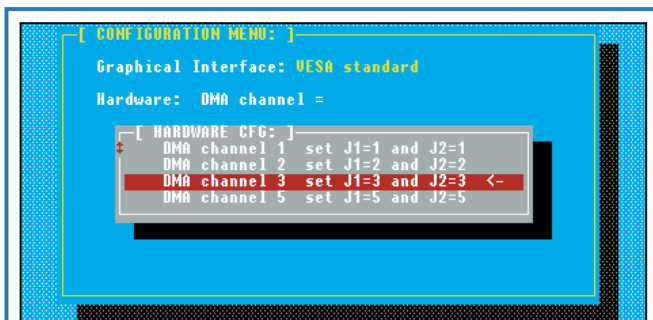 [ CONFIGURATION MENU: ]
Graphical Interface: VESA standard
Hardware: DMA channel =
[ HARDWARE CFG: ]
DMA channel 1 set J1=1 and J2=1
DMA channel 2 set J1=2 and J2=2
DMA channel 3 set J1=3 and J2=3 <-
DMA channel 5 set J1=5 and J2=5